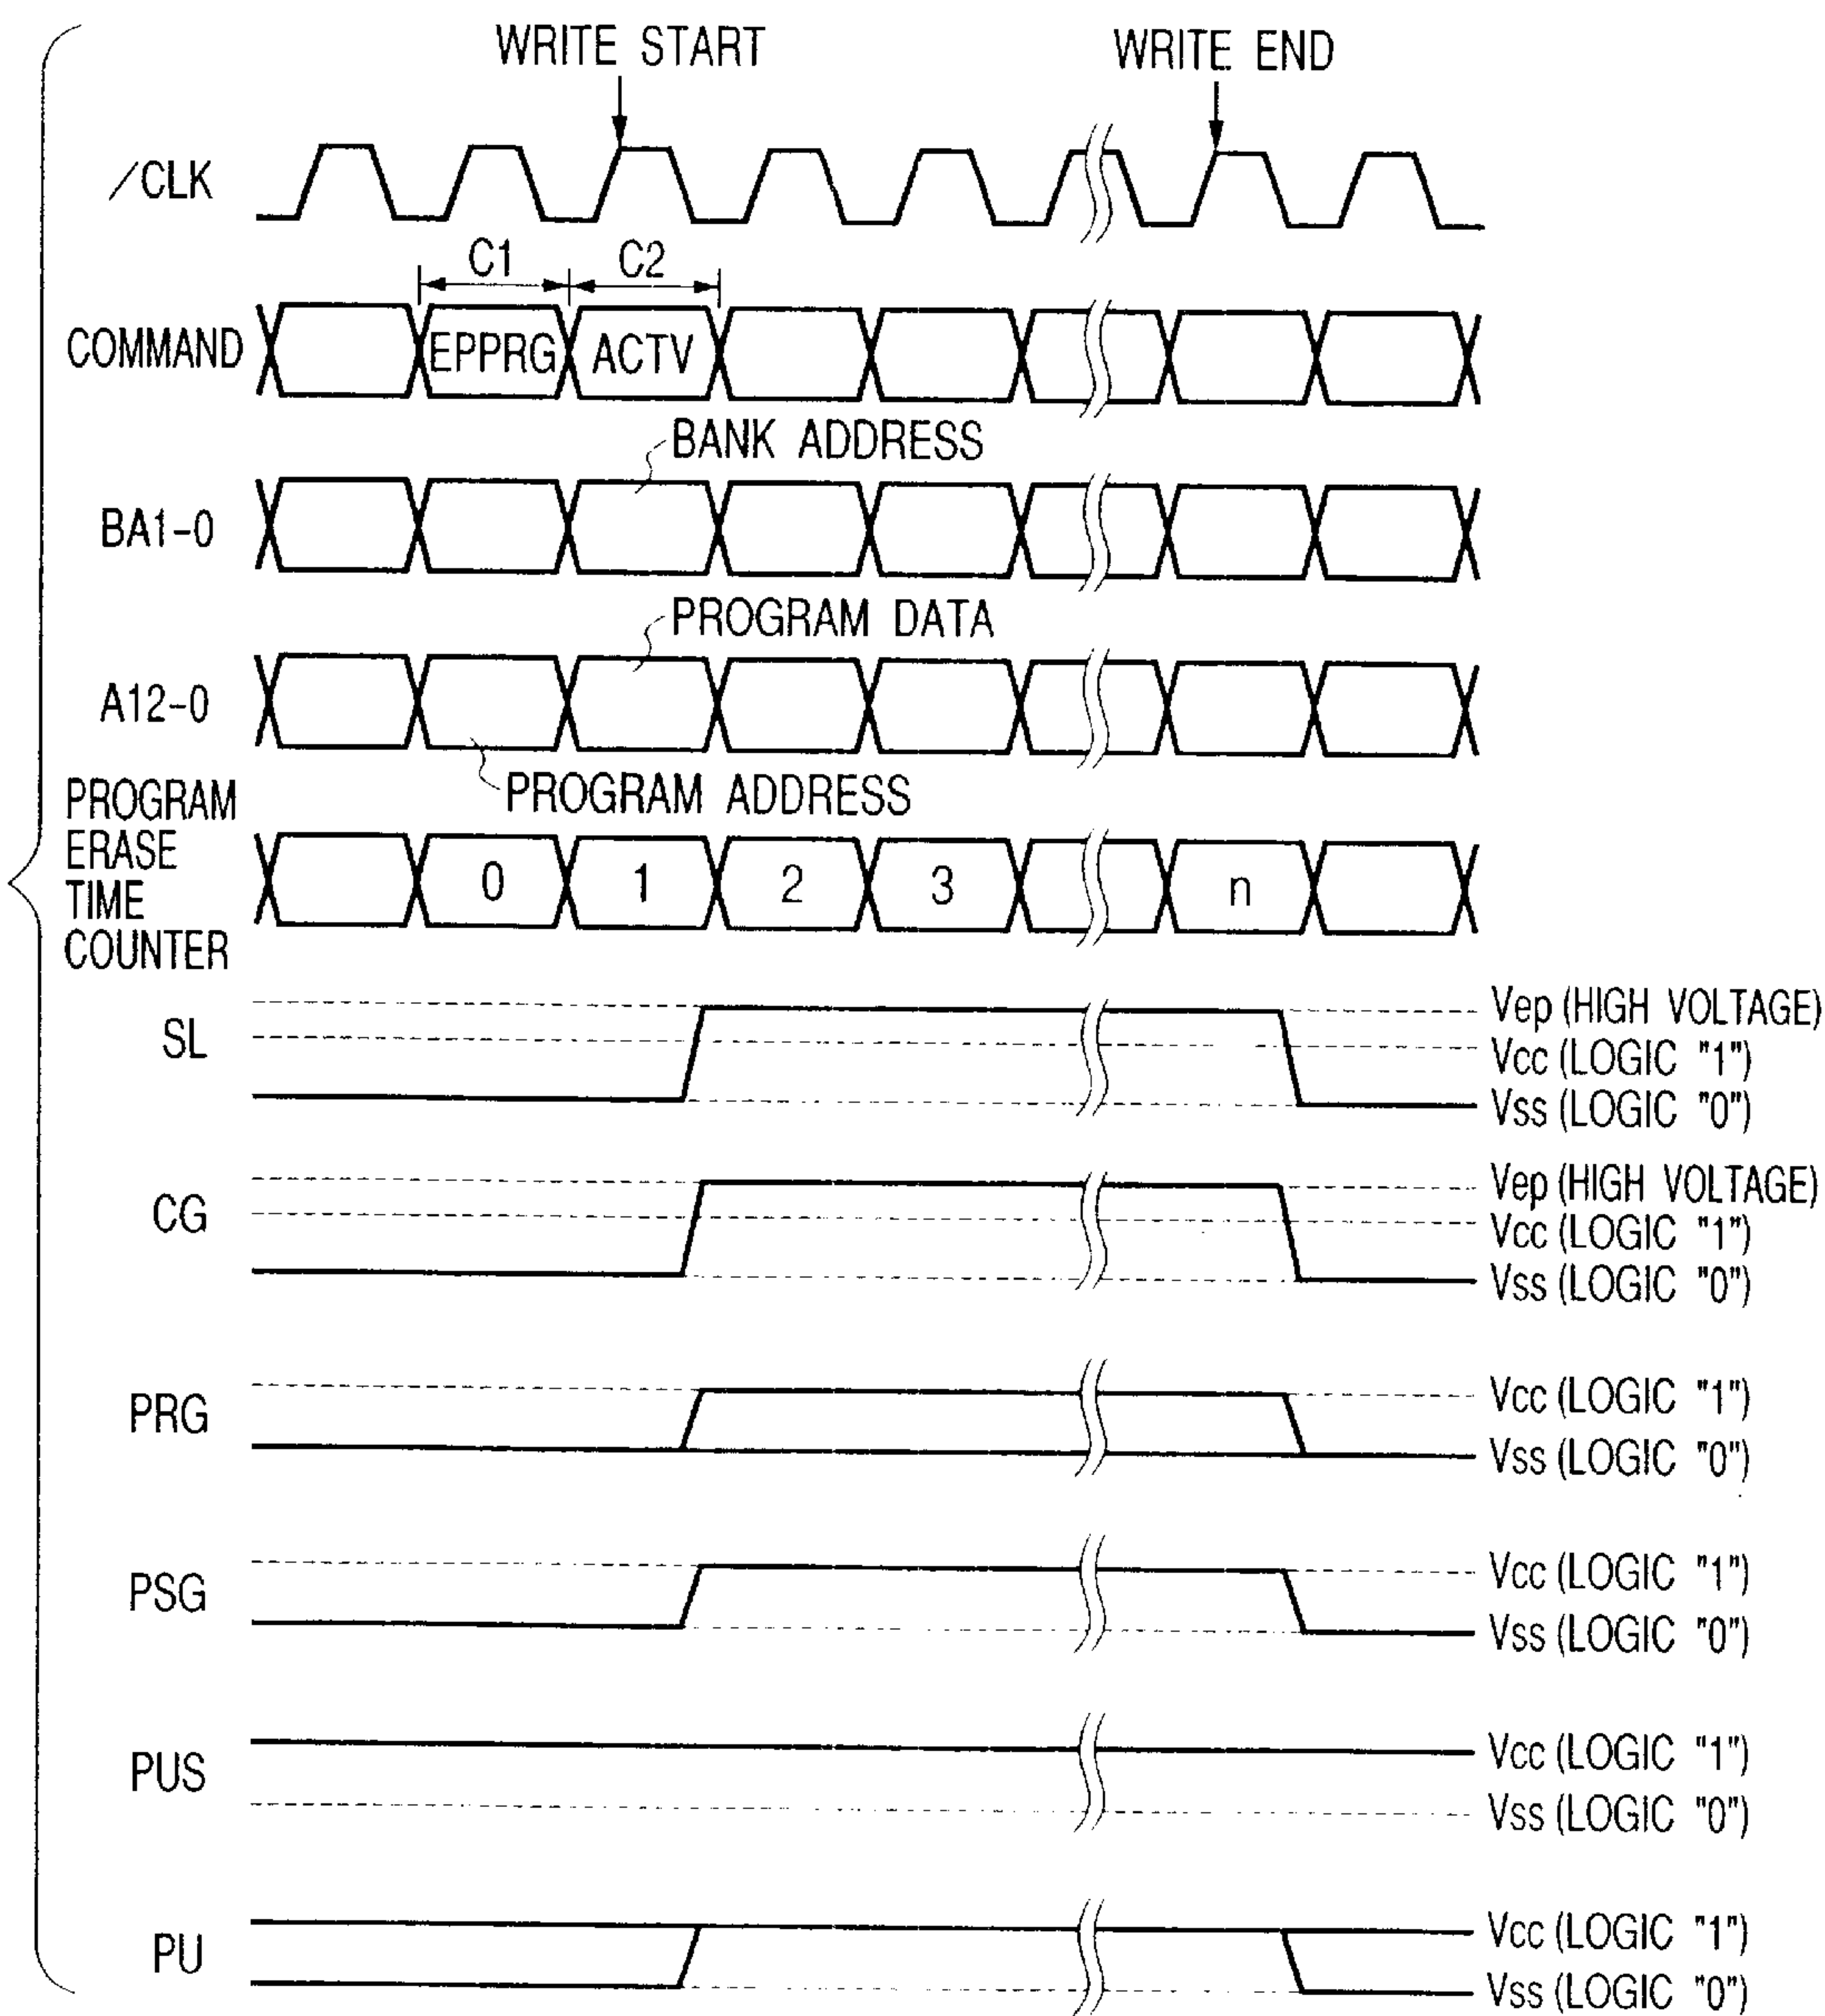 WRITE START
WRITE END
/CLK
C1
C2
COMMAND
EPPRG
ACTV
BANK ADDRESS
BA1-0
PROGRAM DATA
A12-0
PROGRAM ADDRESS
PROGRAM
ERASE
TIME
COUNTER
0
1
2
3
n
SL
Vep (HIGH VOLTAGE)
Vcc (LOGIC "1")
Vss (LOGIC "0")
CG
Vep (HIGH VOLTAGE)
Vcc (LOGIC "1")
Vss (LOGIC "0")
PRG
Vcc (LOGIC "1")
Vss (LOGIC "0")
PSG
Vcc (LOGIC "1")
Vss (LOGIC "0")
PUS
Vcc (LOGIC "1")
Vss (LOGIC "0")
PU
Vcc (LOGIC "1")
Vss (LOGIC "0")